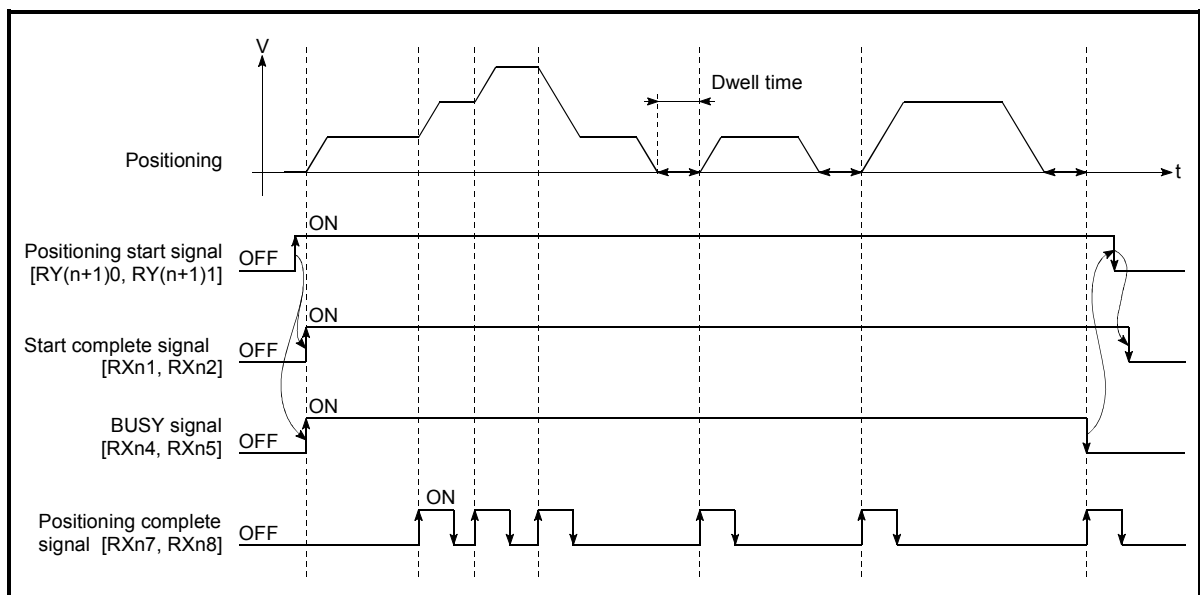 V
Dwell time
Positioning
t
ON
Positioning start signal
[RY(n+1)0, RY(n+1)1]
OFF
ON
Start complete signal
[RXn1, RXn2]
OFF
ON
BUSY signal
[RXn4, RXn5]
OFF
ON
Positioning complete
signal [RXn7, RXn8]
OFF